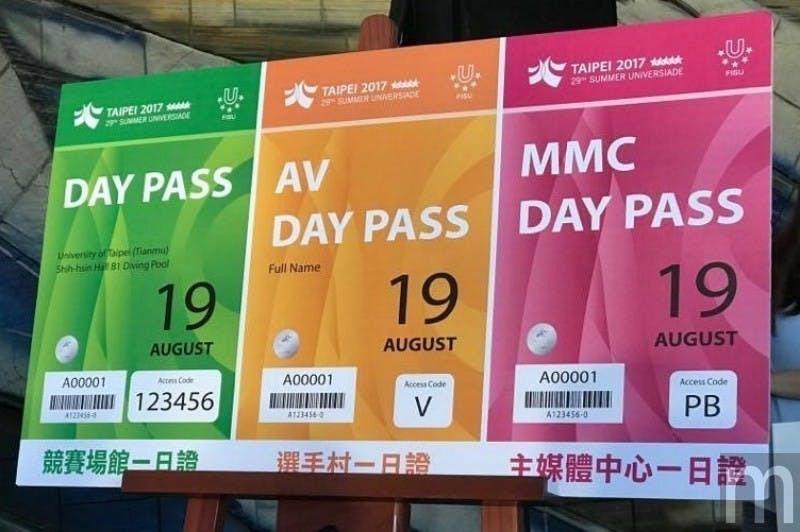 TAIPEI 2017
29TH SUMMER UNIVERSIADE
FISU
DAY PASS
University of Taipei (Tianmu)
Shih-hsin Hall B1 Diving Pool
19
AUGUST
A00001
A123456-0
Access Code
123456
競賽場館一日證
TAIPEI 2017
29TH SUMMER UNIVERSIADE
FISU
AV
DAY PASS
Full Name
19
AUGUST
A00001
A123456-0
Access Code
V
選手村一日證
TAIPEI 2017
29TH SUMMER UNIVERSIADE
FISU
MMC
DAY PASS
19
AUGUST
A00001
A123456-0
Access Code
PB
主媒體中心一日證
m